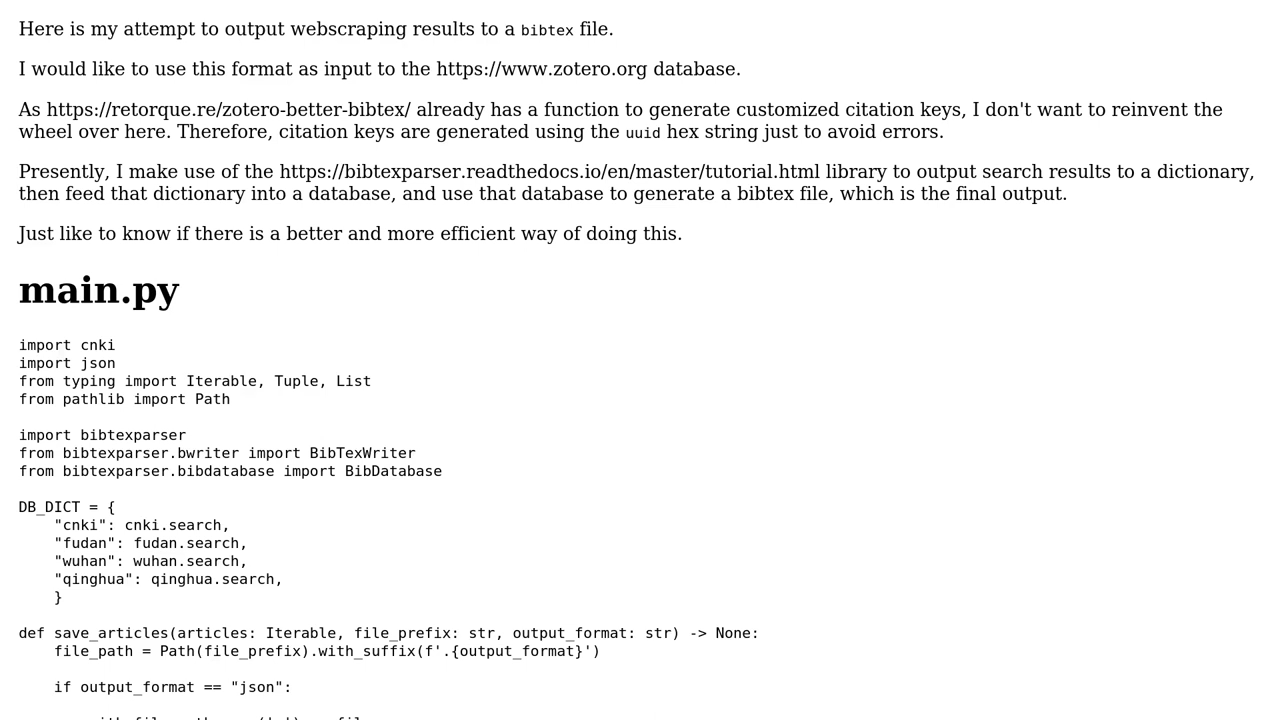 Here is my attempt to output webscraping results to a bibtex file.
I would like to use this format as input to the https://www.zotero.org database.
As https://retorque.re/zotero-better-bibtex/ already has a function to generate customized citation keys, I don't want to reinvent the
wheel over here. Therefore, citation keys are generated using the uuid hex string just to avoid errors.
Presently, I make use of the https://bibtexparser.readthedocs.io/en/master/tutorial.html library to output search results to a dictionary,
then feed that dictionary into a database, and use that database to generate a bibtex file, which is the final output.
Just like to know if there is a better and more efficient way of doing this.
main.py
import cnki
import json
from typing import Iterable, Tuple, List
from pathlib import Path
import bibtexparser
from bibtexparser.bwriter import BibTexWriter
from bibtexparser.bibdatabase import BibDatabase
DB_DICT = {
    "cnki": cnki.search,
    "fudan": fudan.search,
    "wuhan": wuhan.search,
    "qinghua": qinghua.search,
    }
def save_articles(articles: Iterable, file_prefix: str, output_format: str) -> None:
    file_path = Path(file_prefix).with_suffix(f'.{output_format}')
    if output_format == "json":